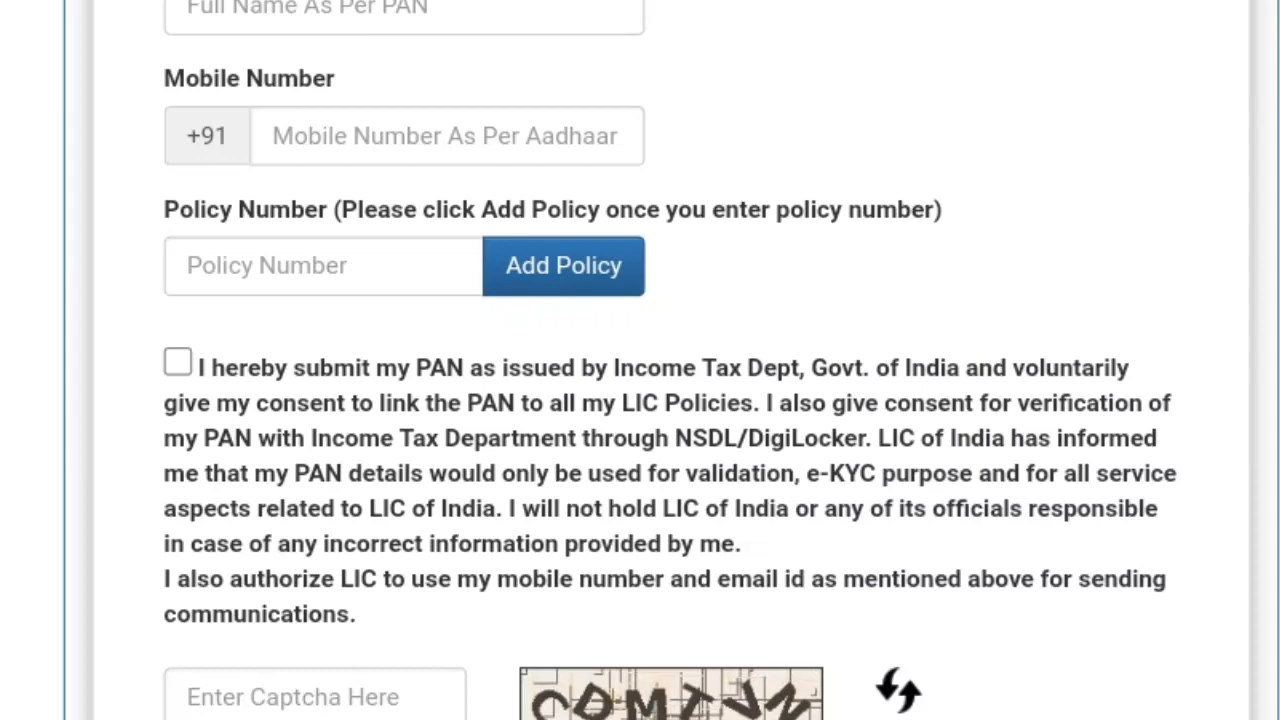 Full Name As Per PAN
Mobile Number
+91 Mobile Number As Per Aadhaar
Policy Number (Please click Add Policy once you enter policy number)
Policy Number Add Policy
I hereby submit my PAN as issued by Income Tax Dept, Govt. of India and voluntarily
give my consent to link the PAN to all my LIC Policies. I also give consent for verification of
my PAN with Income Tax Department through NSDL/DigiLocker. LIC of India has informed
me that my PAN details would only be used for validation, e-KYC purpose and for all service
aspects related to LIC of India. I will not hold LIC of India or any of its officials responsible
in case of any incorrect information provided by me.
I also authorize LIC to use my mobile number and email id as mentioned above for sending
communications.
Enter Captcha Here